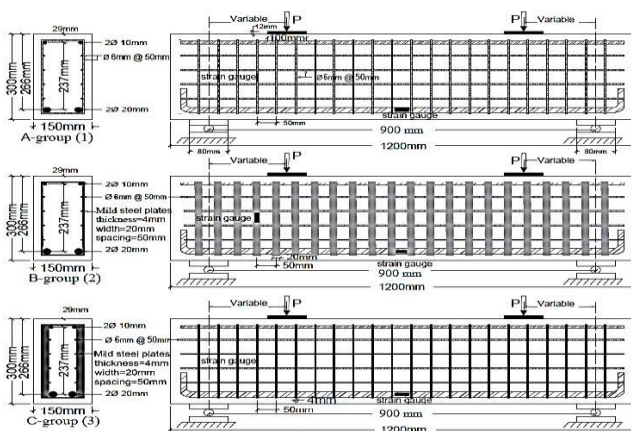 Variable P P Variable
12mm
100mm
29mm
2Ø 10mm
Ø 6mm @ 50mm
300mm
266mm
237mm
2Ø 20mm
150mm
A-group (1)
strain gauge
Ø 6mm @ 50mm
strain gauge
50mm
900 mm
80mm 80mm
1200mm
Variable P P Variable
29mm
2Ø 10mm
Ø 6mm @ 50mm
Mild steel plates
thickness=4mm
width=20mm
spacing=50mm
300mm
266mm
237mm
2Ø 20mm
150mm
B-group (2)
strain gauge
20mm
50mm
900 mm
1200mm
Variable P P Variable
29mm
2Ø 10mm
Ø 6mm @ 50mm
Mild steel plates
thickness=4mm
width=20mm
spacing=50mm
300mm
266mm
237mm
2Ø 20mm
150mm
C-group (3)
strain gauge
4mm
strain gauge
50mm
900 mm
1200mm